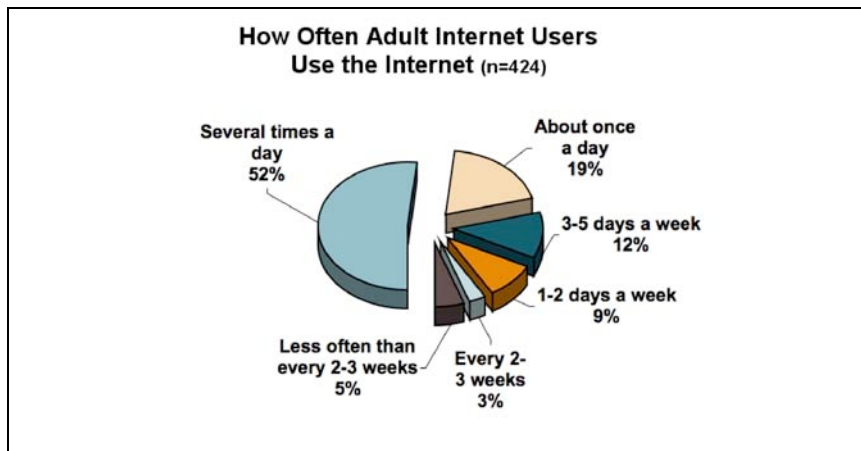 How Often Adult Internet Users
Use the Internet (n=424)
Several times a
day
52%
About once
a day
19%
3-5 days a week
12%
1-2 days a week
9%
Every 2-
3 weeks
3%
Less often than
every 2-3 weeks
5%